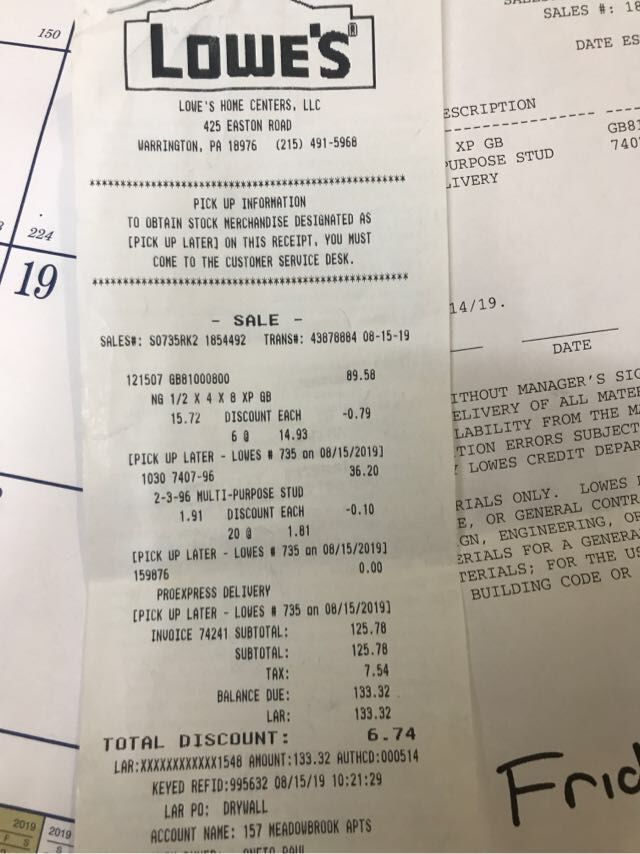 LOWE'S®
LOWE'S HOME CENTERS, LLC
425 EASTON ROAD
WARRINGTON, PA 18976 (215) 491-5968
PICK UP INFORMATION
TO OBTAIN STOCK MERCHANDISE DESIGNATED AS
[PICK UP LATER] ON THIS RECEIPT, YOU MUST
COME TO THE CUSTOMER SERVICE DESK.
- SALE -
SALES#: S0735RK2 1854492 TRANS#: 43878884 08-15-19
121507 GB81000800 89.58
NG 1/2 X 4 X 8 XP GB
15.72 DISCOUNT EACH -0.79
6 @ 14.93
[PICK UP LATER - LOWES # 735 on 08/15/2019]
1030 7407-96 36.20
2-3-96 MULTI-PURPOSE STUD
1.91 DISCOUNT EACH -0.10
20 @ 1.81
[PICK UP LATER - LOWES # 735 on 08/15/2019]
159876 0.00
PROEXPRESS DELIVERY
[PICK UP LATER - LOWES # 735 on 08/15/2019]
INVOICE 74241 SUBTOTAL: 125.78
SUBTOTAL: 125.78
TAX: 7.54
BALANCE DUE: 133.32
LAR: 133.32
TOTAL DISCOUNT: 6.74
LAR:XXXXXXXXXXXX1548 AMOUNT:133.32 AUTHCD:000514
KEYED REFID:995632 08/15/19 10:21:29
LAR PO: DRYWALL
ACCOUNT NAME: 157 MEADOWBROOK APTS
150
224
19
2019 2019
F S S
SALES #: 18
DATE ES
ESCRIPTION
XP GB GB81
URPOSE STUD 740
LIVERY
14/19.
DATE
ITHOUT MANAGER'S SIG
ELIVERY OF ALL MATE
LABILITY FROM THE MA
TION ERRORS SUBJECT
LOWES CREDIT DEPAR
RIALS ONLY. LOWES
E, OR GENERAL CONTR
GN, ENGINEERING, OR
ERIALS FOR A GENERA
TERIALS; FOR THE US
BUILDING CODE OR
Frid